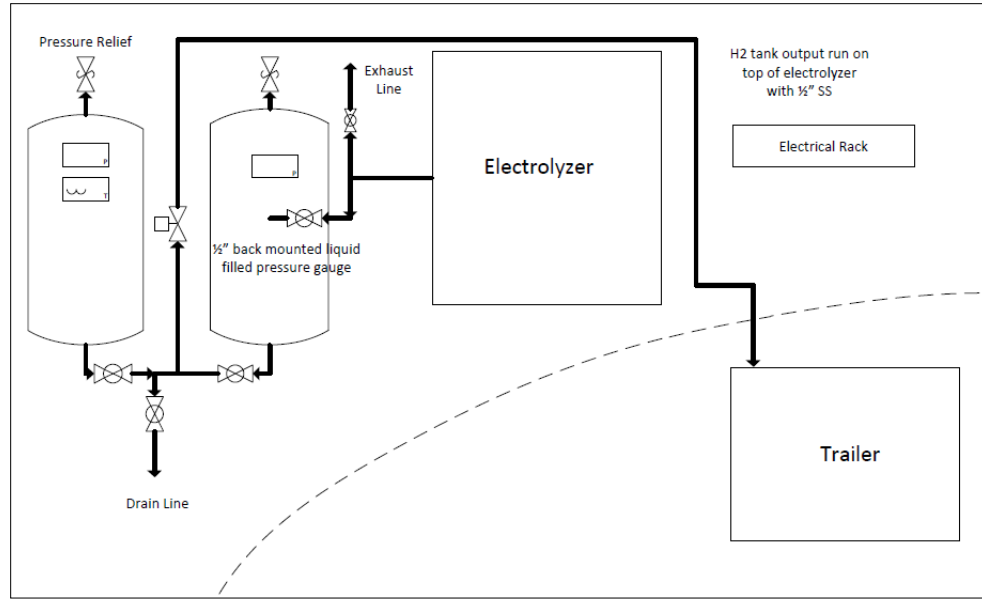 Pressure Relief
Exhaust
Line
H2 tank output run on
top of electrolyzer
with ½” SS
Electrical Rack
P
T
P
Electrolyzer
½” back mounted liquid
filled pressure gauge
Drain Line
Trailer